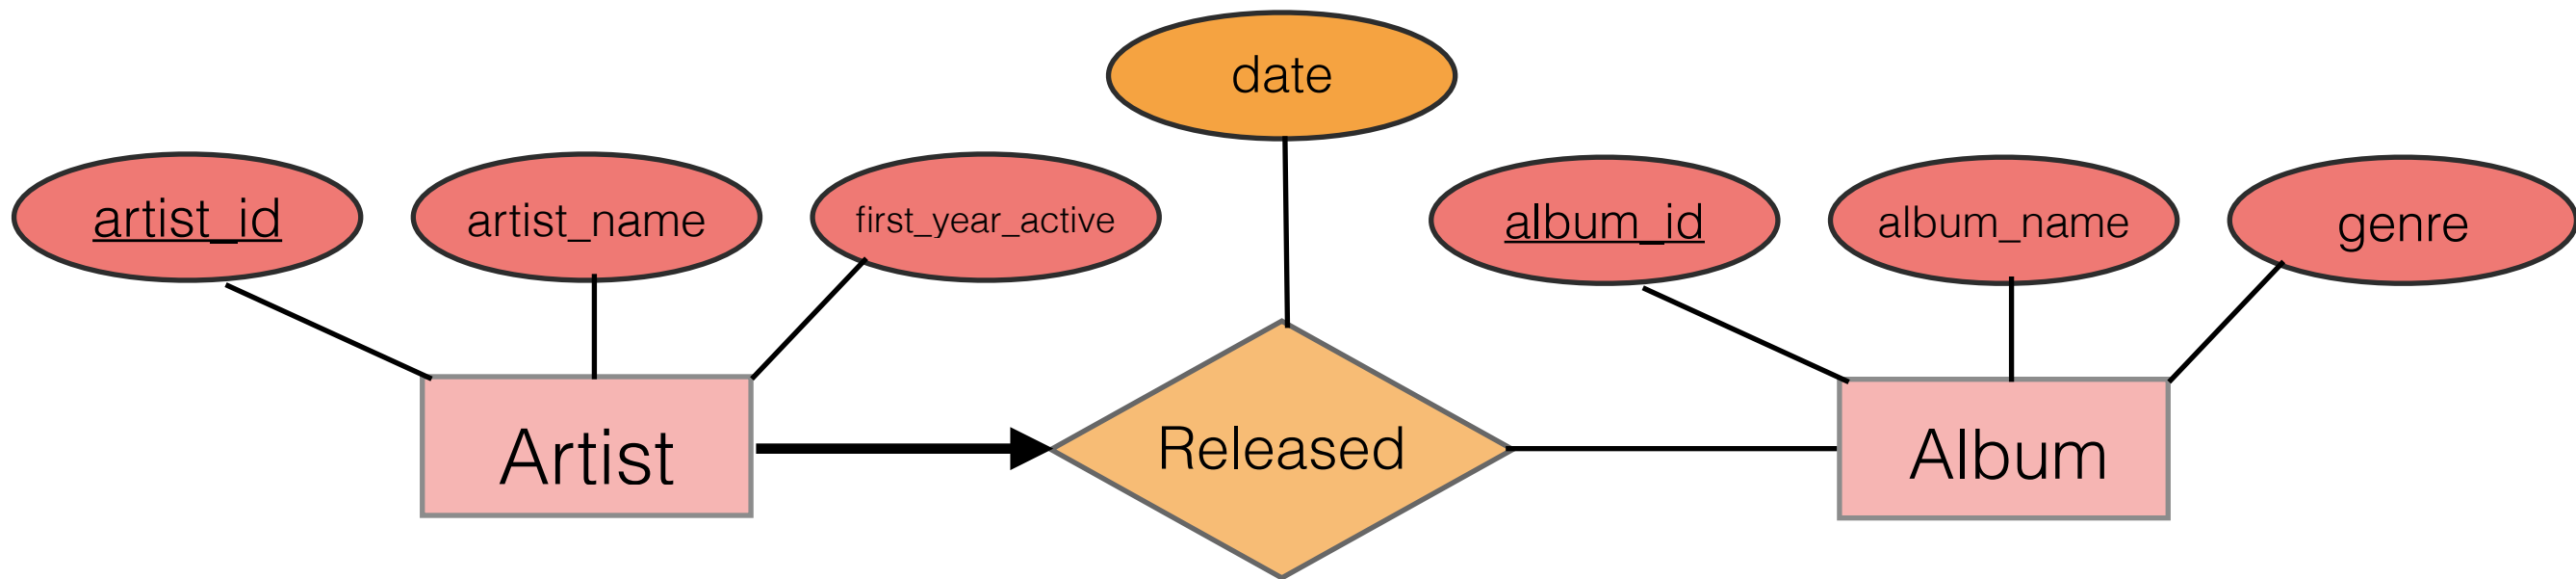 date
artist_id
artist_name
first_year_active
album_id
album_name
genre
Artist
Released
Album